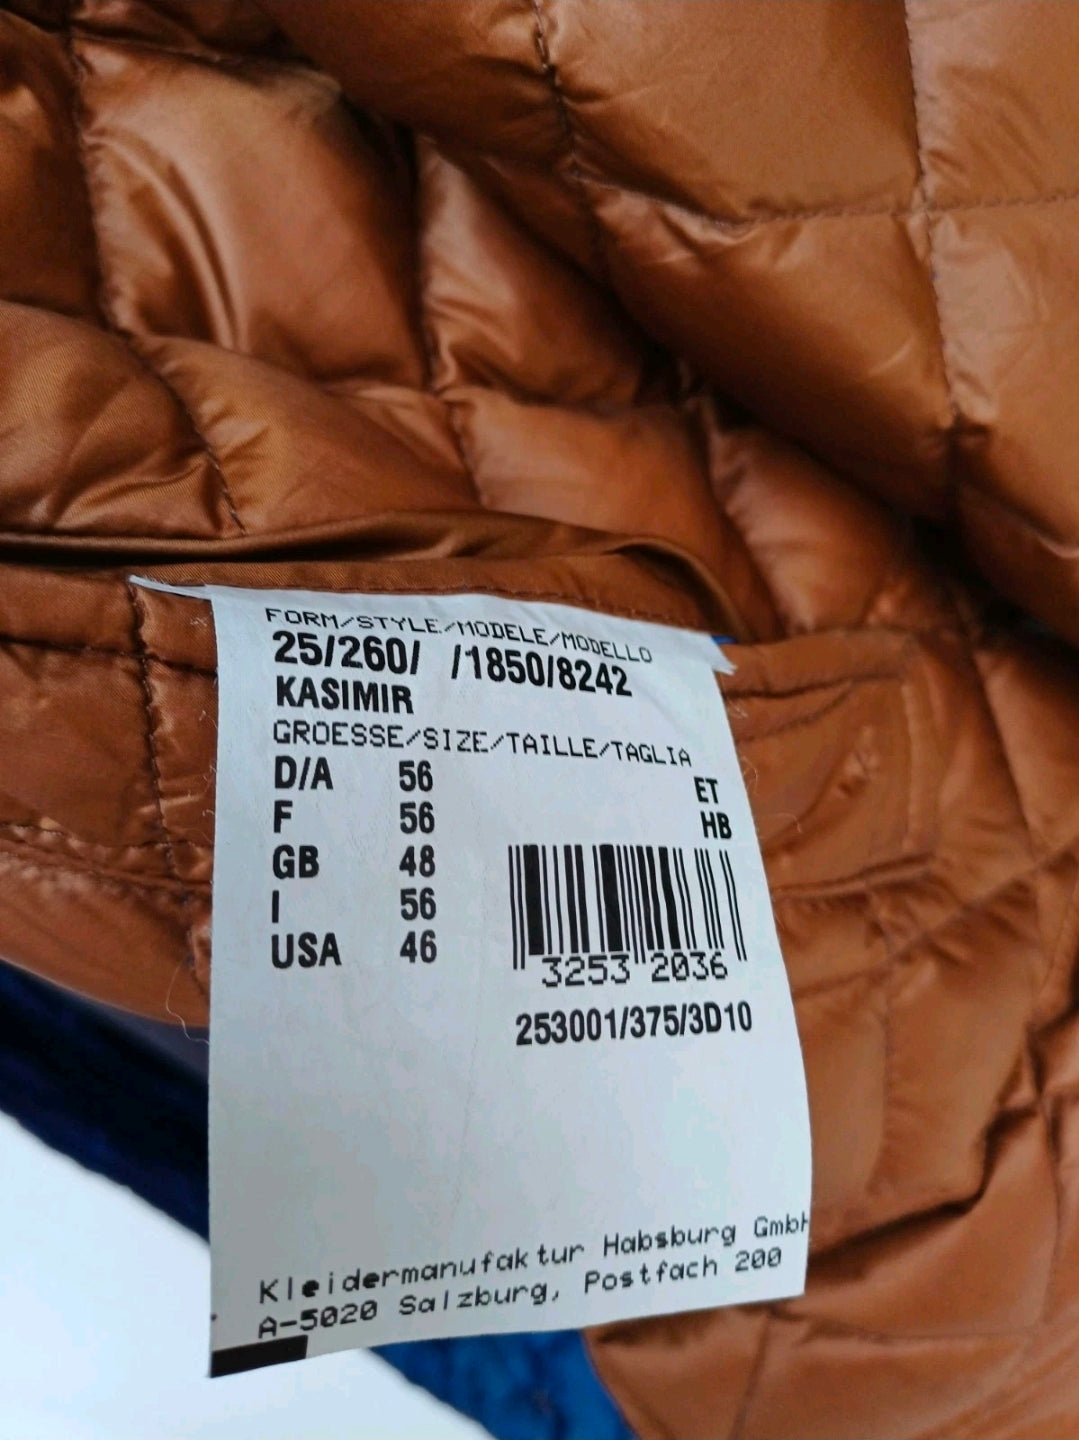 FORM/STYLE/MODELE/MODELLO
25/260/ /1850/8242
KASIMIR
GROESSE/SIZE/TAILLE/TAGLIA
D/A 56 ET
F 56 HB
GB 48
I 56
USA 46
3253 2036
253001/375/3D10
Kleidermanufaktur Habsburg GmbH
A-5020 Salzburg, Postfach 200